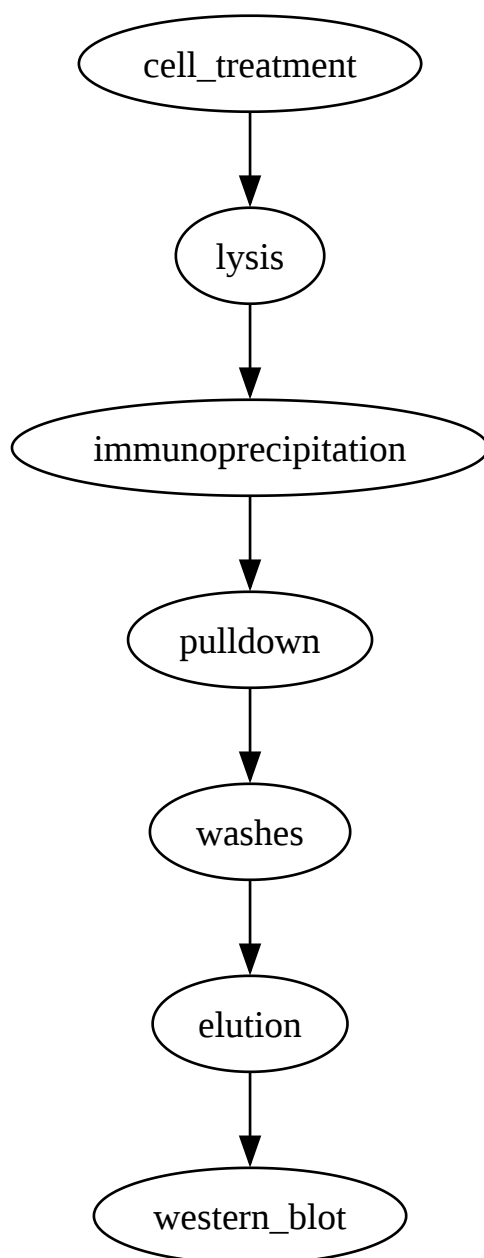 cell_treatment
lysis
immunoprecipitation
pulldown
washes
elution
western_blot